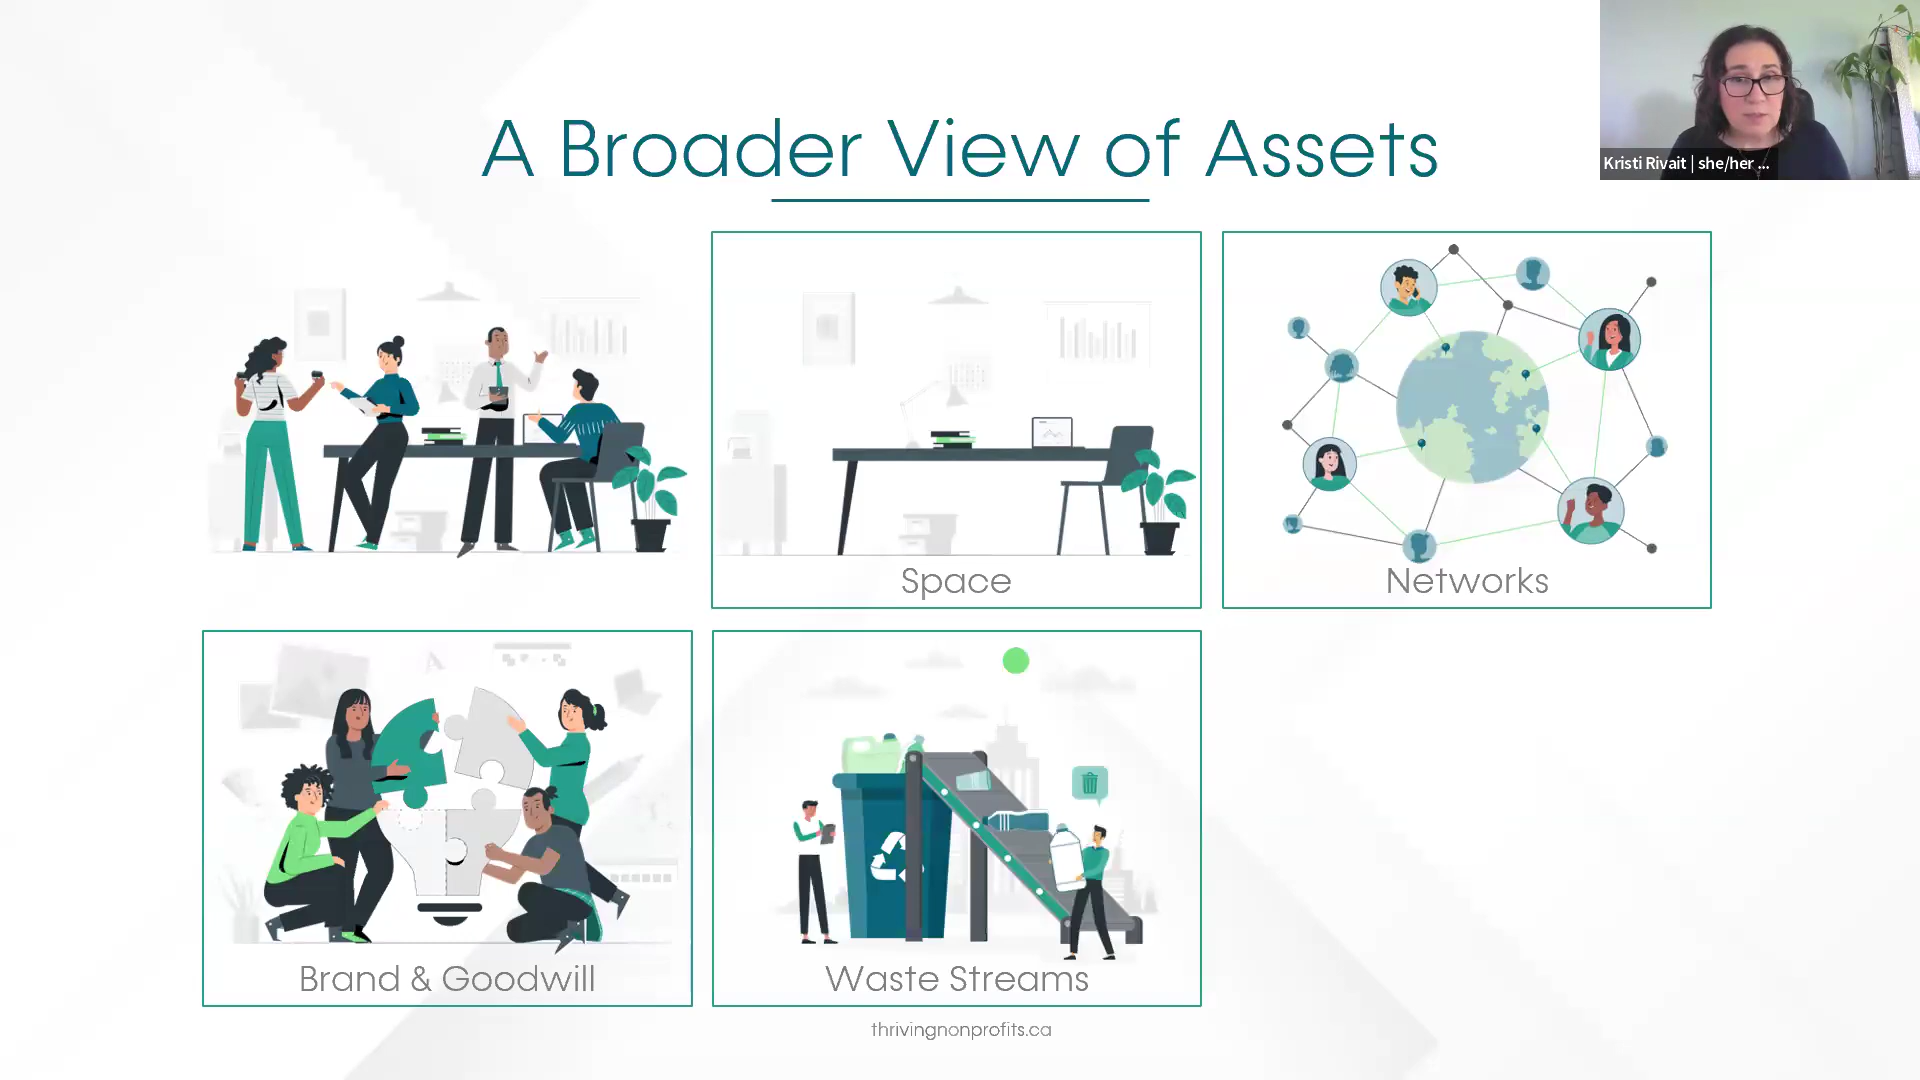 A Broader View of Assets
Kristi Rivait | she/her ...
Space
Networks
Brand & Goodwill
Waste Streams
thrivingnonprofits.ca